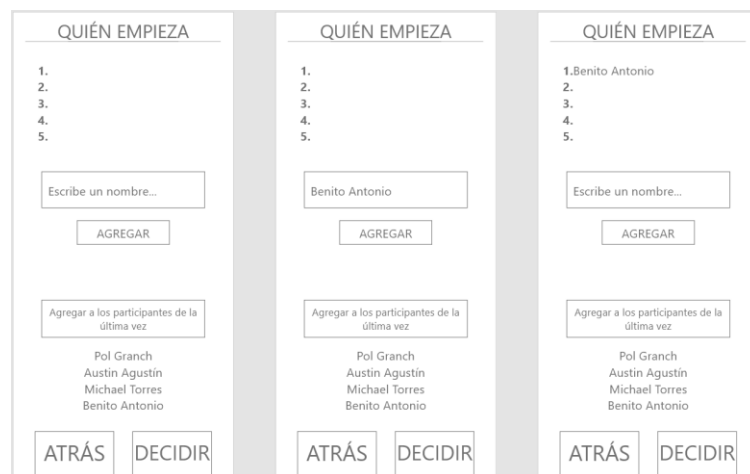 QUIÉN EMPIEZA
1.
2.
3.
4.
5.
Escribe un nombre...
AGREGAR
Agregar a los participantes de la
última vez
Pol Granch
Austin Agustín
Michael Torres
Benito Antonio
ATRÁS DECIDIR
QUIÉN EMPIEZA
1.
2.
3.
4.
5.
Benito Antonio
AGREGAR
Agregar a los participantes de la
última vez
Pol Granch
Austin Agustín
Michael Torres
Benito Antonio
ATRÁS DECIDIR
QUIÉN EMPIEZA
1.Benito Antonio
2.
3.
4.
5.
Escribe un nombre...
AGREGAR
Agregar a los participantes de la
última vez
Pol Granch
Austin Agustín
Michael Torres
Benito Antonio
ATRÁS DECIDIR